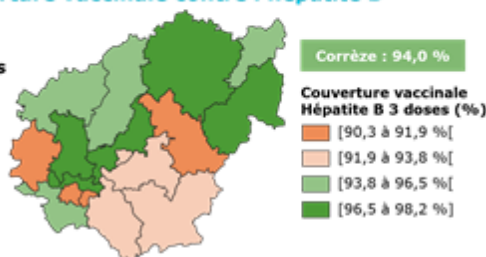 Corrèze : 94,0 %
Couverture vaccinale
Hépatite B 3 doses (%)
[90,3 à 91,9 %[
[91,9 à 93,8 %[
[93,8 à 96,5 %[
[96,5 à 98,2 %]